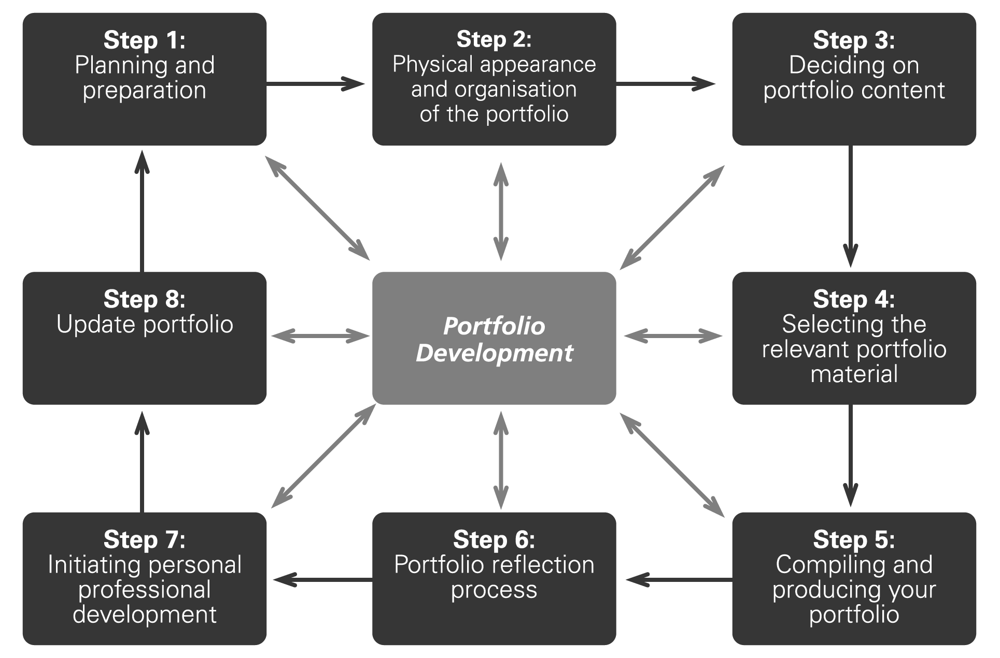 Step 1:
Planning and
preparation
Step 2:
Physical appearance
and organisation
of the portfolio
Step 3:
Deciding on
portfolio content
Step 8:
Update portfolio
Portfolio
Development
Step 4:
Selecting the
relevant portfolio
material
Step 7:
Initiating personal
professional
development
Step 6:
Portfolio reflection
process
Step 5:
Compiling and
producing your
portfolio